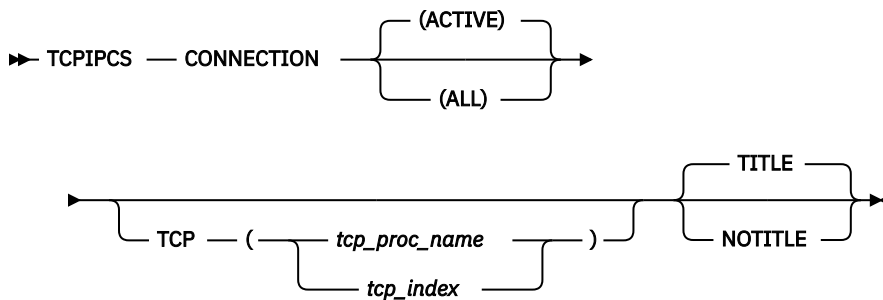 (ACTIVE)
TCPIPCS CONNECTION
(ALL)
TITLE
TCP ( tcp_proc_name )
NOTITLE
tcp_index